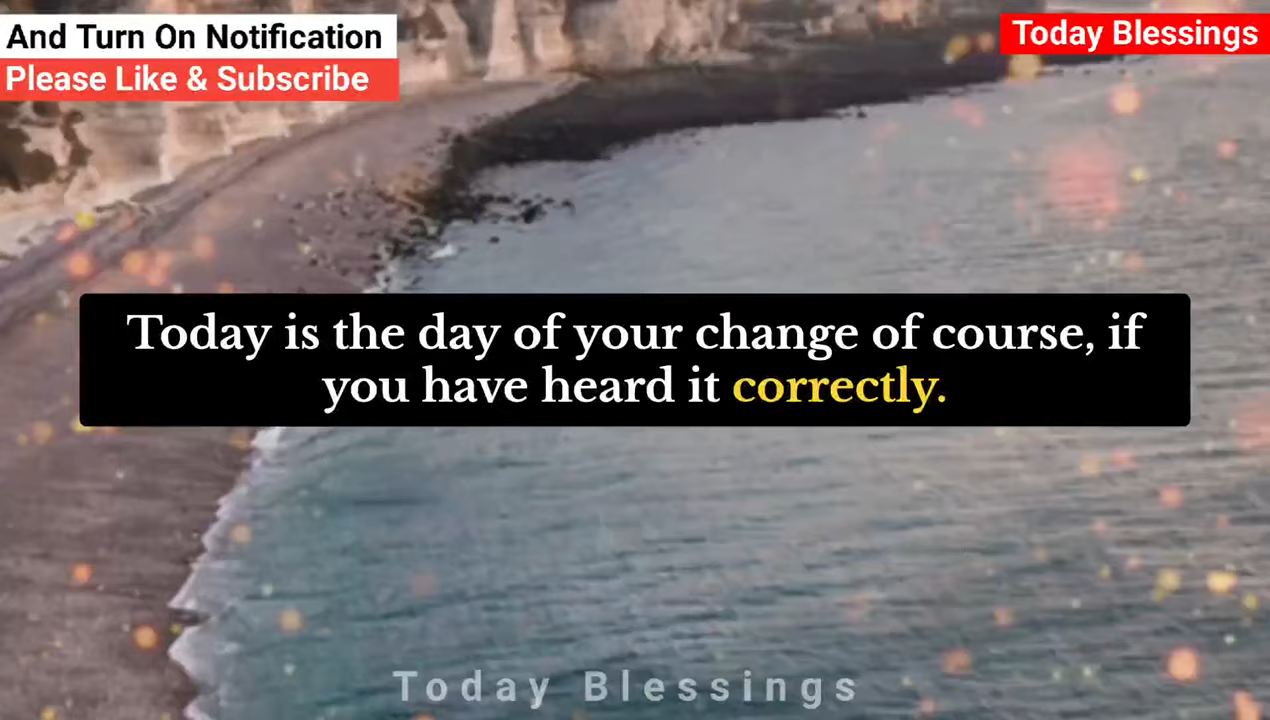 And Turn On Notification
Please Like & Subscribe
Today Blessings
Today is the day of your change of course, if
you have heard it correctly.
Today Blessings